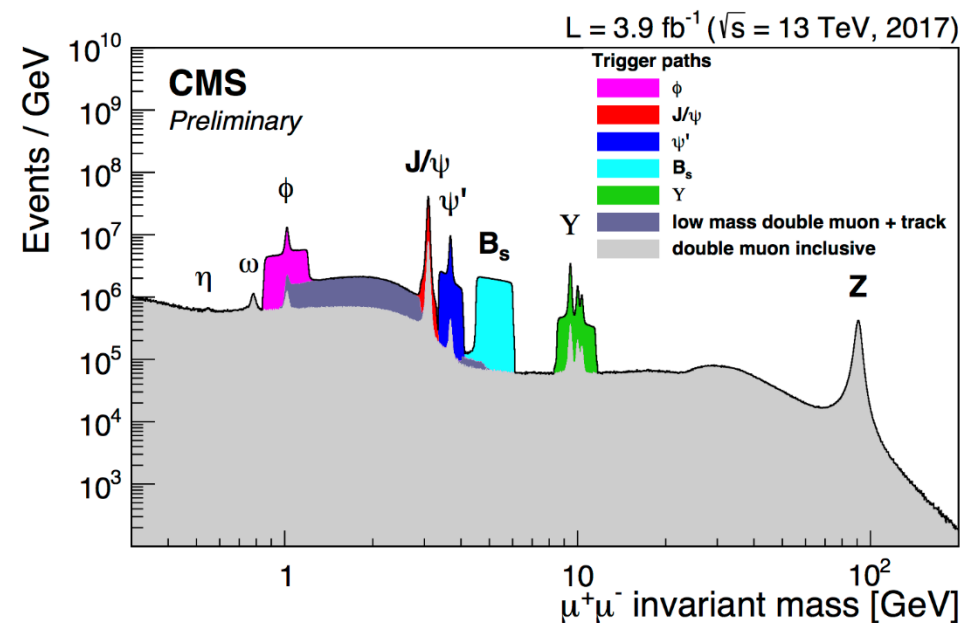 L = 3.9 fb⁻¹ (√s = 13 TeV, 2017)
CMS
Preliminary
Trigger paths
ϕ
J/ψ
ψ'
Bₛ
Υ
low mass double muon + track
double muon inclusive
η
ω
ϕ
J/ψ
ψ'
Bₛ
Υ
Z
Events / GeV
10¹⁰
10⁹
10⁸
10⁷
10⁶
10⁵
10⁴
10³
1
10
10²
μ⁺μ⁻ invariant mass [GeV]